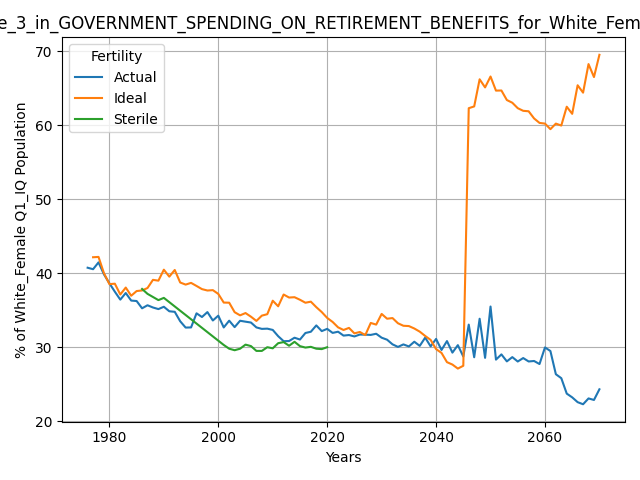 e_3_in_GOVERNMENT_SPENDING_ON_RETIREMENT_BENEFITS_for_White_Fem
Fertility
Actual
Ideal
Sterile
% of White_Female Q1_IQ Population
70
60
50
40
30
20
1980
2000
2020
2040
2060
Years